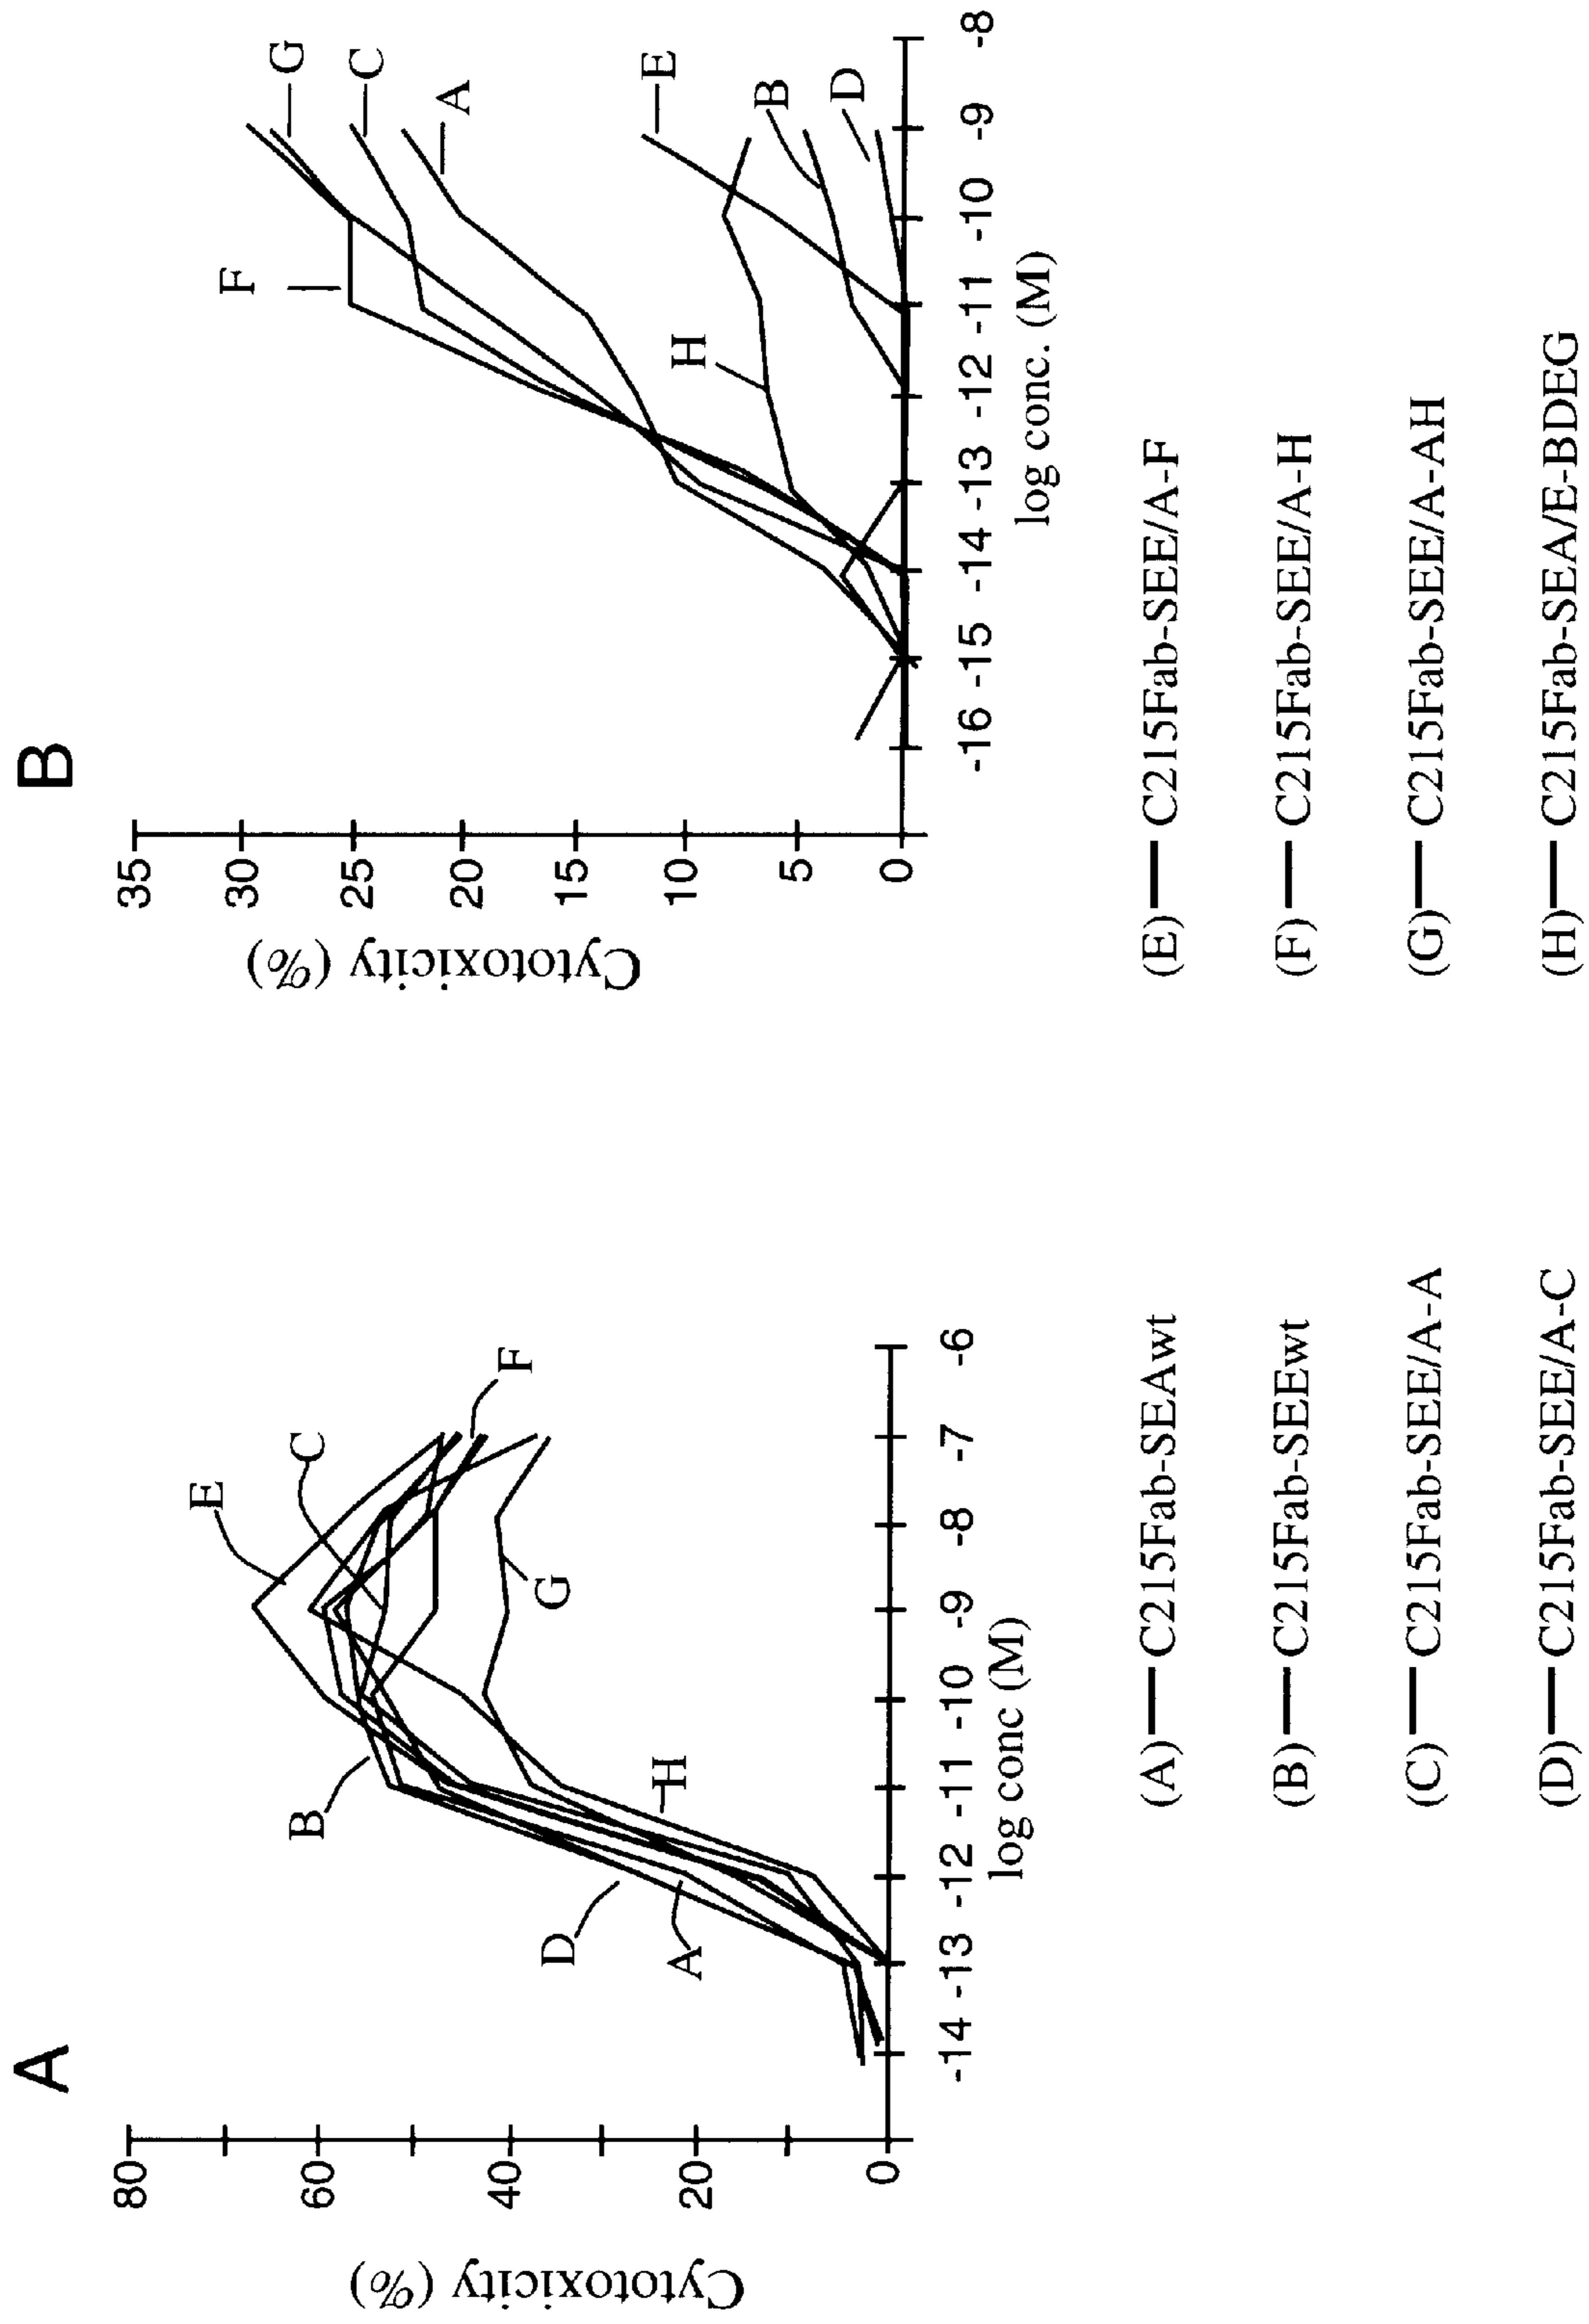 A
80
60
40
20
0
Cytotoxicity (%)
E
C
F
B
G
H
D
A
-14 -13 -12 -11 -10 -9 -8 -7 -6
log conc (M)
B
35
30
25
20
15
10
5
0
Cytotoxicity (%)
G
C
A
F
E
B
D
H
-16 -15 -14 -13 -12 -11 -10 -9 -8
log conc. (M)
(A) C215Fab-SEAwt
(B) C215Fab-SEEwt
(C) C215Fab-SEE/A-A
(D) C215Fab-SEE/A-C
(E) C215Fab-SEE/A-F
(F) C215Fab-SEE/A-H
(G) C215Fab-SEE/A-AH
(H) C215Fab-SEA/E-BDEG